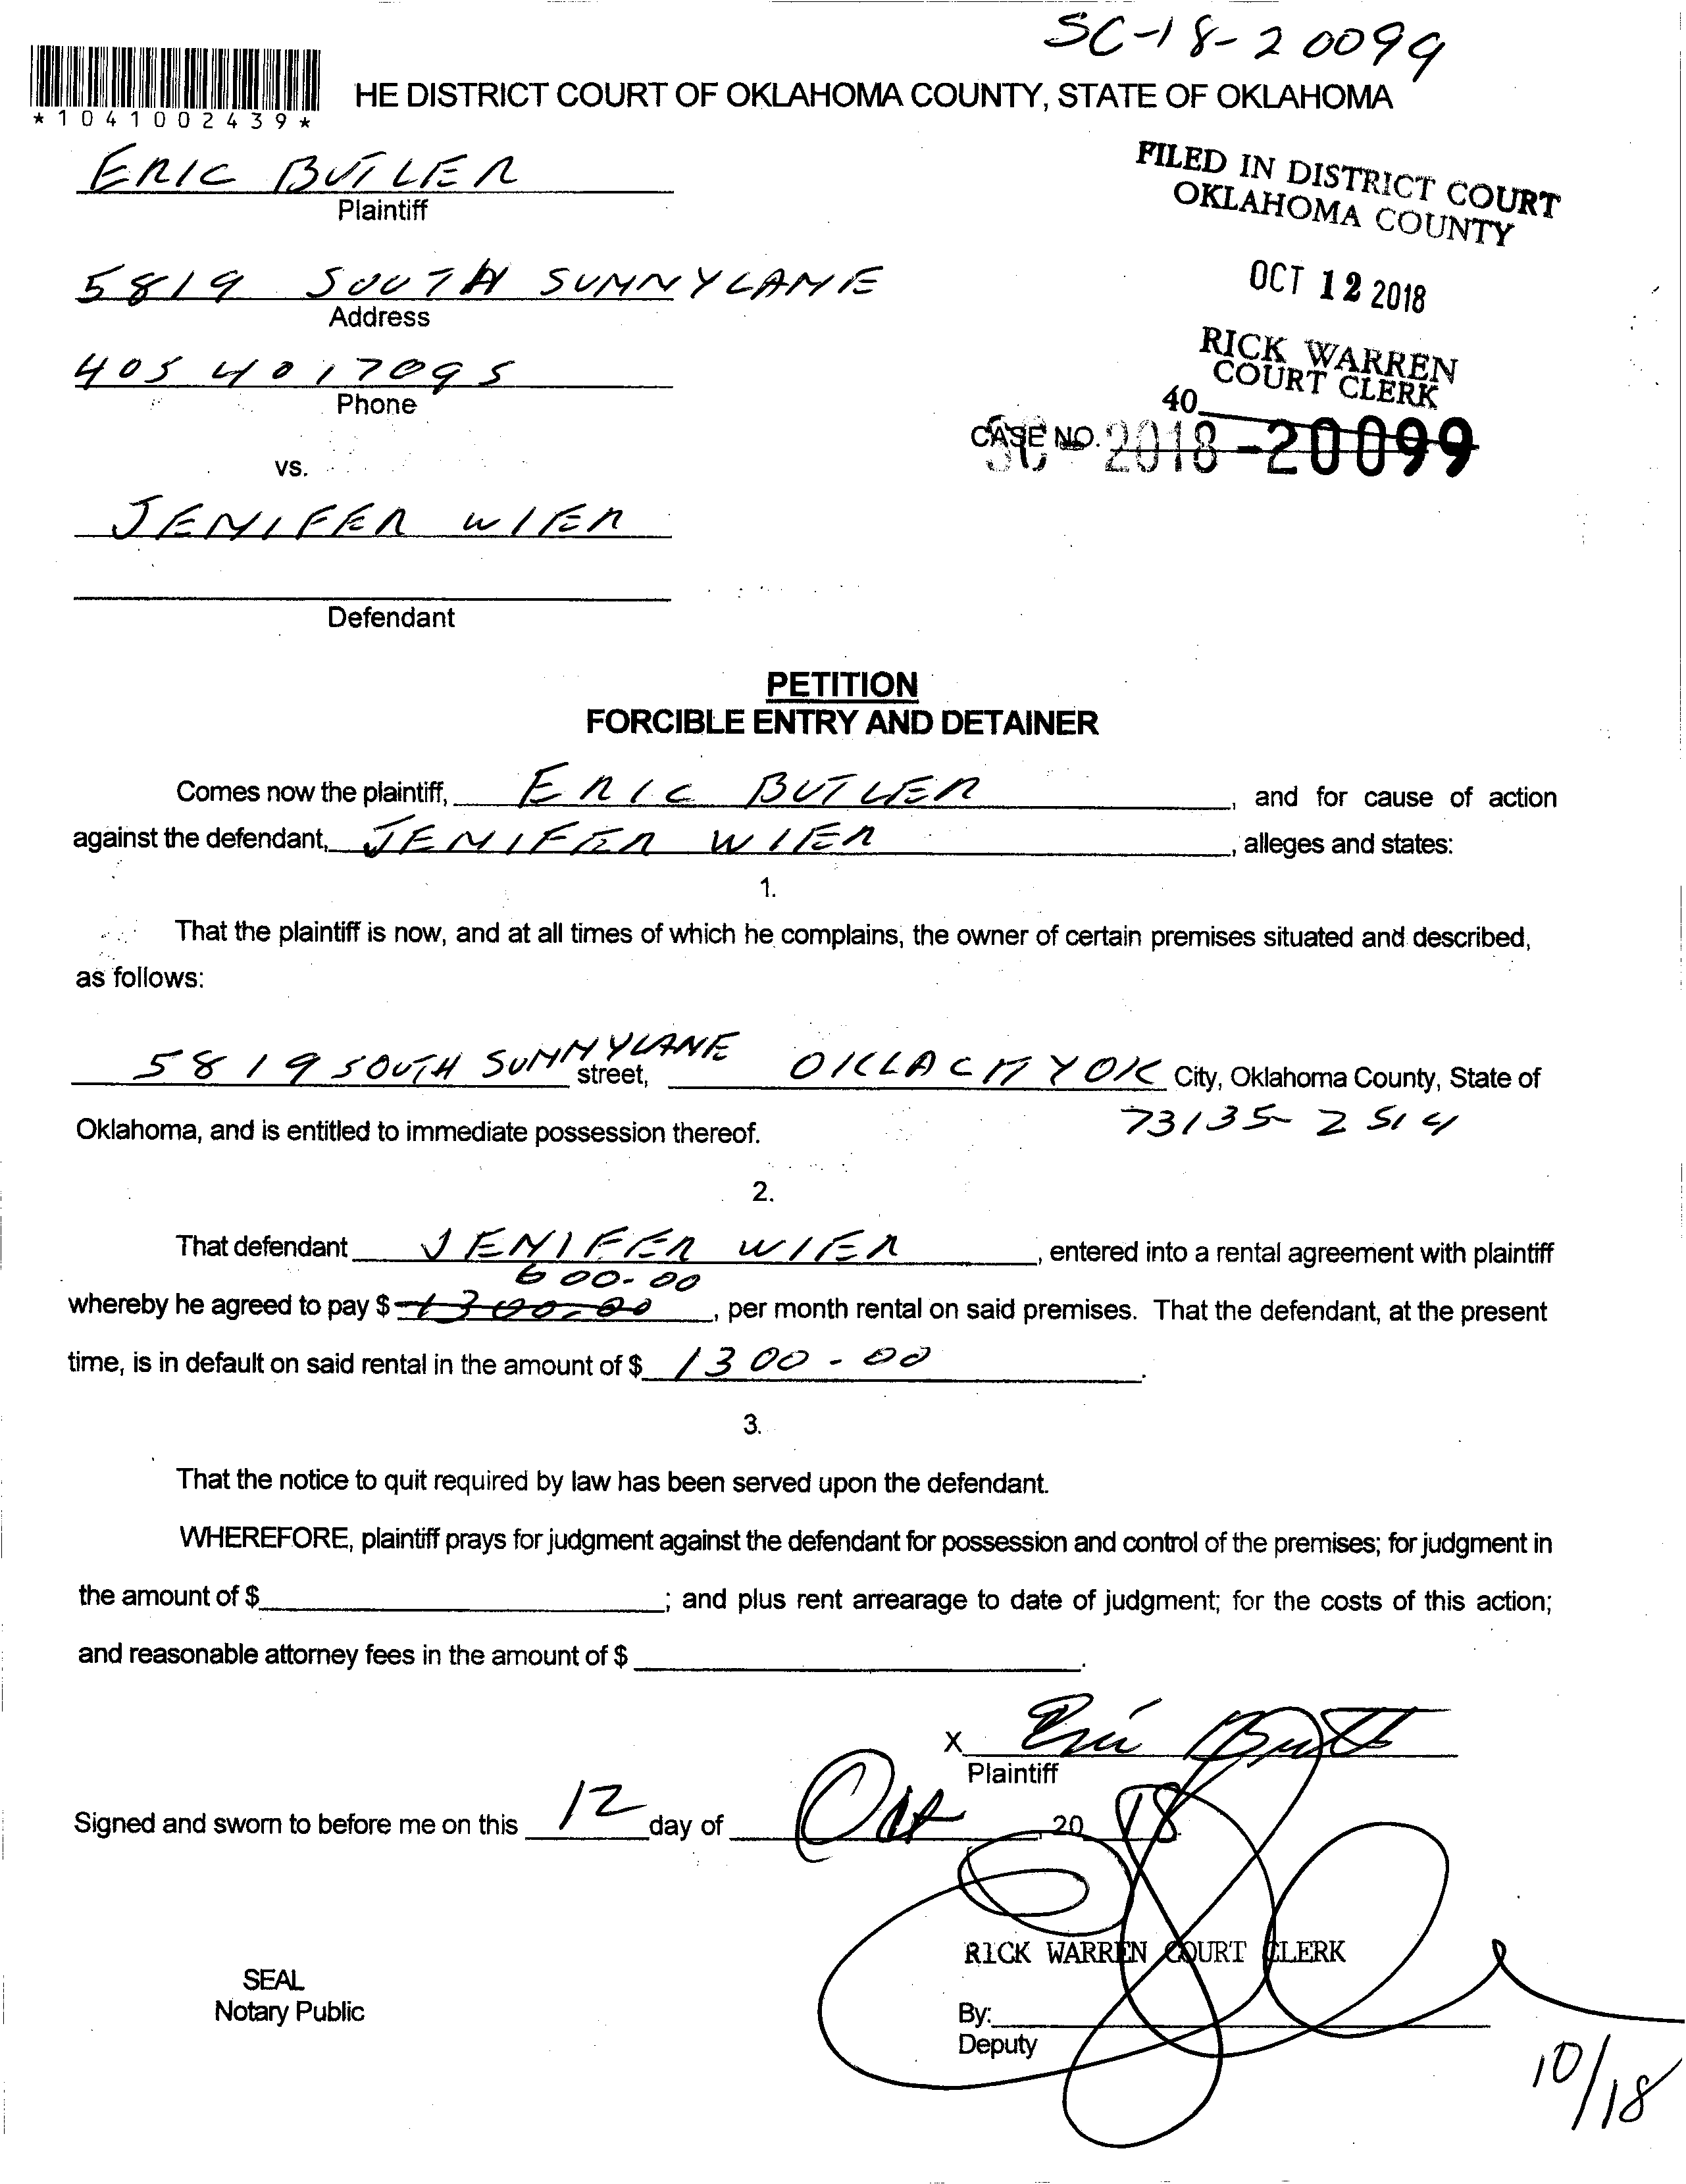 SC-18-20099
HE DISTRICT COURT OF OKLAHOMA COUNTY, STATE OF OKLAHOMA
*1041002439*
ERIC BUTLER
Plaintiff
FILED IN DISTRICT COURT
OKLAHOMA COUNTY
5819 SOUTH SUNNYLANE
Address
OCT 12 2018
405 401 7095
Phone
RICK WARREN
COURT CLERK
40
CASE NO. SC-2018-20099
vs.
JENIFER WIER
Defendant
PETITION
FORCIBLE ENTRY AND DETAINER
Comes now the plaintiff, ERIC BUTLER, and for cause of action
against the defendant, JENIFER WIER, alleges and states:
1.
That the plaintiff is now, and at all times of which he complains, the owner of certain premises situated and described,
as follows:
5819 SOUTH SUNNYLANE street, OKLA CITY OK City, Oklahoma County, State of
73135-2514
Oklahoma, and is entitled to immediate possession thereof.
2.
That defendant JENIFER WIER, entered into a rental agreement with plaintiff
600-00
whereby he agreed to pay $ 1300-00, per month rental on said premises. That the defendant, at the present
time, is in default on said rental in the amount of $ 1300-00.
3.
That the notice to quit required by law has been served upon the defendant.
WHEREFORE, plaintiff prays for judgment against the defendant for possession and control of the premises; for judgment in
the amount of $ ; and plus rent arrearage to date of judgment; for the costs of this action;
and reasonable attorney fees in the amount of $ .
X Eric Butler
Plaintiff
Signed and sworn to before me on this 12 day of Oct, 20 18.
RICK WARREN COURT CLERK
SEAL
Notary Public
By:
Deputy
10/18